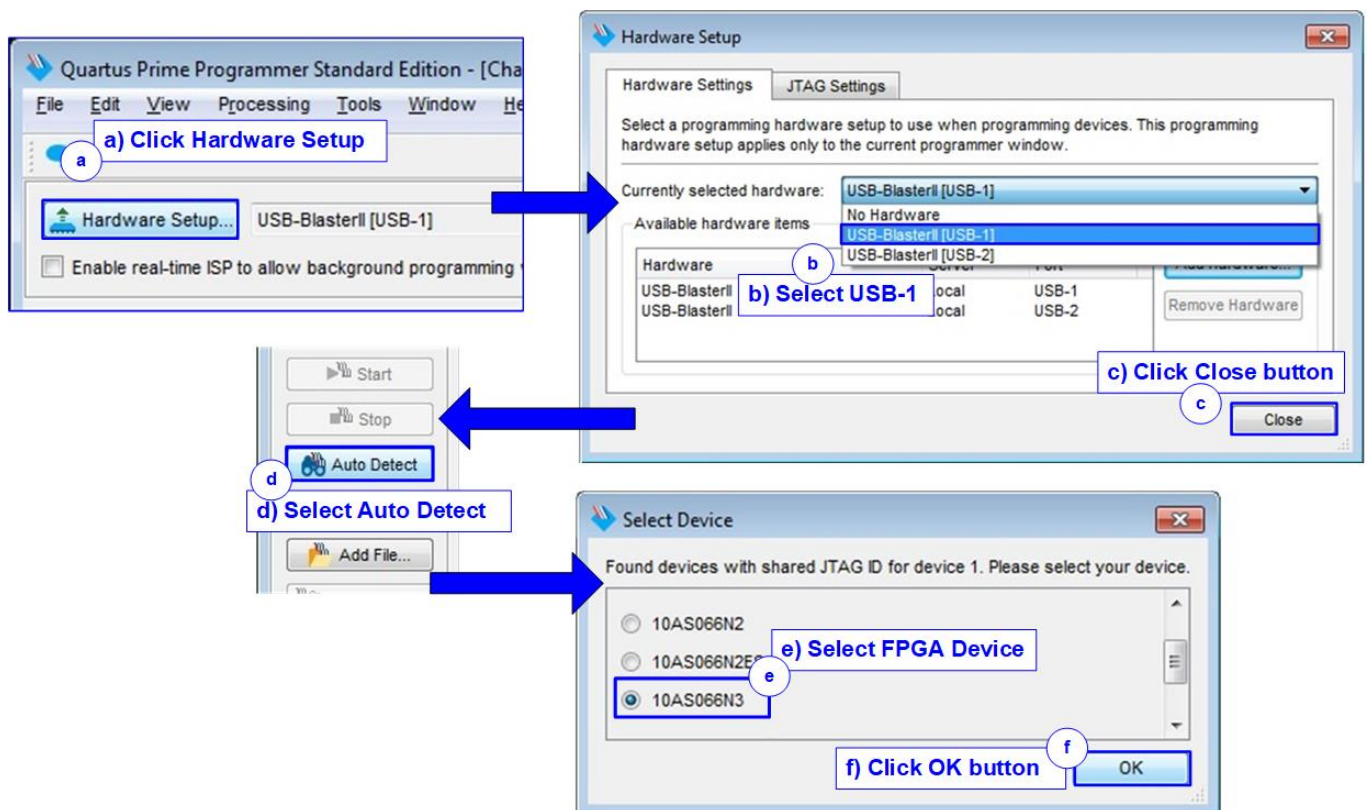 Quartus Prime Programmer Standard Edition - [Cha
File Edit View Processing Tools Window He
a) Click Hardware Setup
a
Hardware Setup... USB-BlasterII [USB-1]
Enable real-time ISP to allow background programming
Hardware Setup
Hardware Settings JTAG Settings
Select a programming hardware setup to use when programming devices. This programming
hardware setup applies only to the current programmer window.
Currently selected hardware: USB-BlasterII [USB-1]
No Hardware
USB-BlasterII [USB-1]
USB-BlasterII [USB-2]
Available hardware items
Hardware Server Port
b
b) Select USB-1
USB-BlasterII Local USB-1
USB-BlasterII Local USB-2
Add Hardware...
Remove Hardware
c) Click Close button
c
Close
Start
Stop
Auto Detect
d
d) Select Auto Detect
Add File...
Select Device
Found devices with shared JTAG ID for device 1. Please select your device.
10AS066N2
10AS066N2E
e) Select FPGA Device
e
10AS066N3
f
f) Click OK button
OK